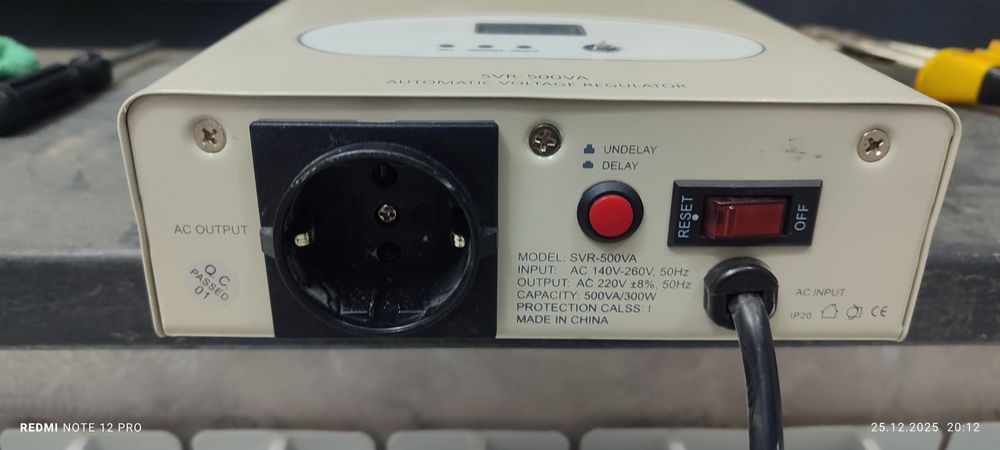 SVR-500VA
AUTOMATIC VOLTAGE REGULATOR
UNDELAY
DELAY
RESET
OFF
AC OUTPUT
Q.C.
PASSED
01
MODEL: SVR-500VA
INPUT: AC 140V-260V, 50Hz
OUTPUT: AC 220V ±8%, 50Hz
CAPACITY: 500VA/300W
PROTECTION CALSS: I
MADE IN CHINA
AC INPUT
IP20 CE
REDMI NOTE 12 PRO
25.12.2025 20:12